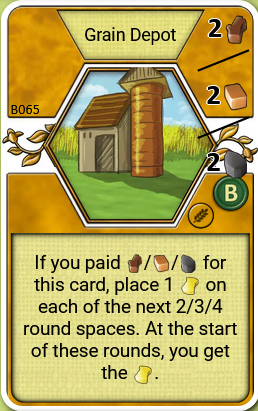 Grain Depot
2
2
B065
2
B
If you paid / / for
this card, place 1 on
each of the next 2/3/4
round spaces. At the start
of these rounds, you get
the .